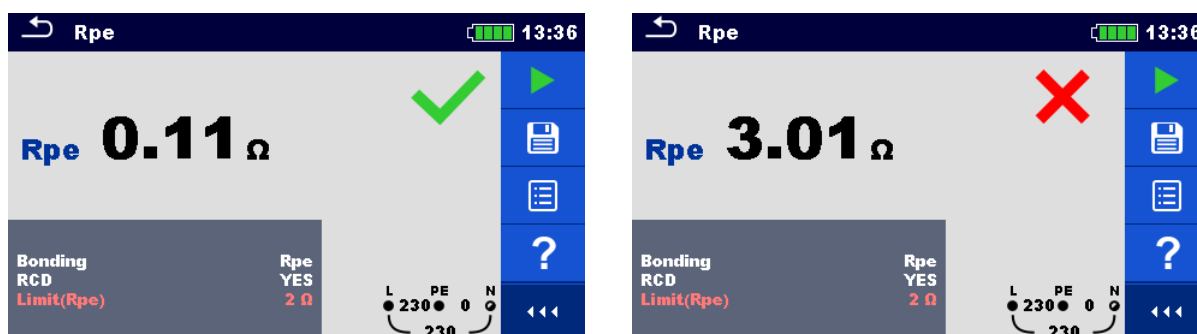 Rpe 13:36
Rpe 0.11 Ω
Bonding Rpe
RCD YES
Limit(Rpe) 2 Ω
L PE N
230 0
230
?
Rpe 13:36
Rpe 3.01 Ω
Bonding Rpe
RCD YES
Limit(Rpe) 2 Ω
L PE N
230 0
230
?